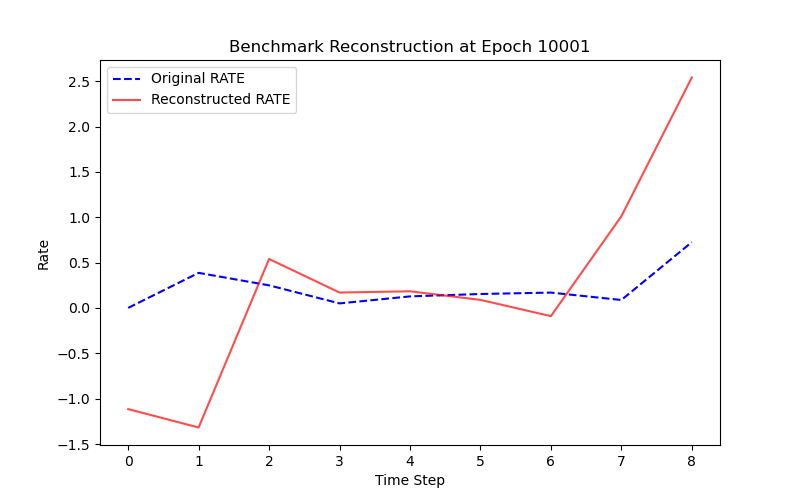 Benchmark Reconstruction at Epoch 10001
Original RATE
Reconstructed RATE
2.5
2.0
1.5
1.0
0.5
0.0
−0.5
−1.0
−1.5
Rate
0 1 2 3 4 5 6 7 8
Time Step